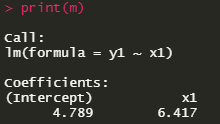 > print(m)
Call:
lm(formula = y1 ~ x1)
Coefficients:
(Intercept) x1
4.789 6.417